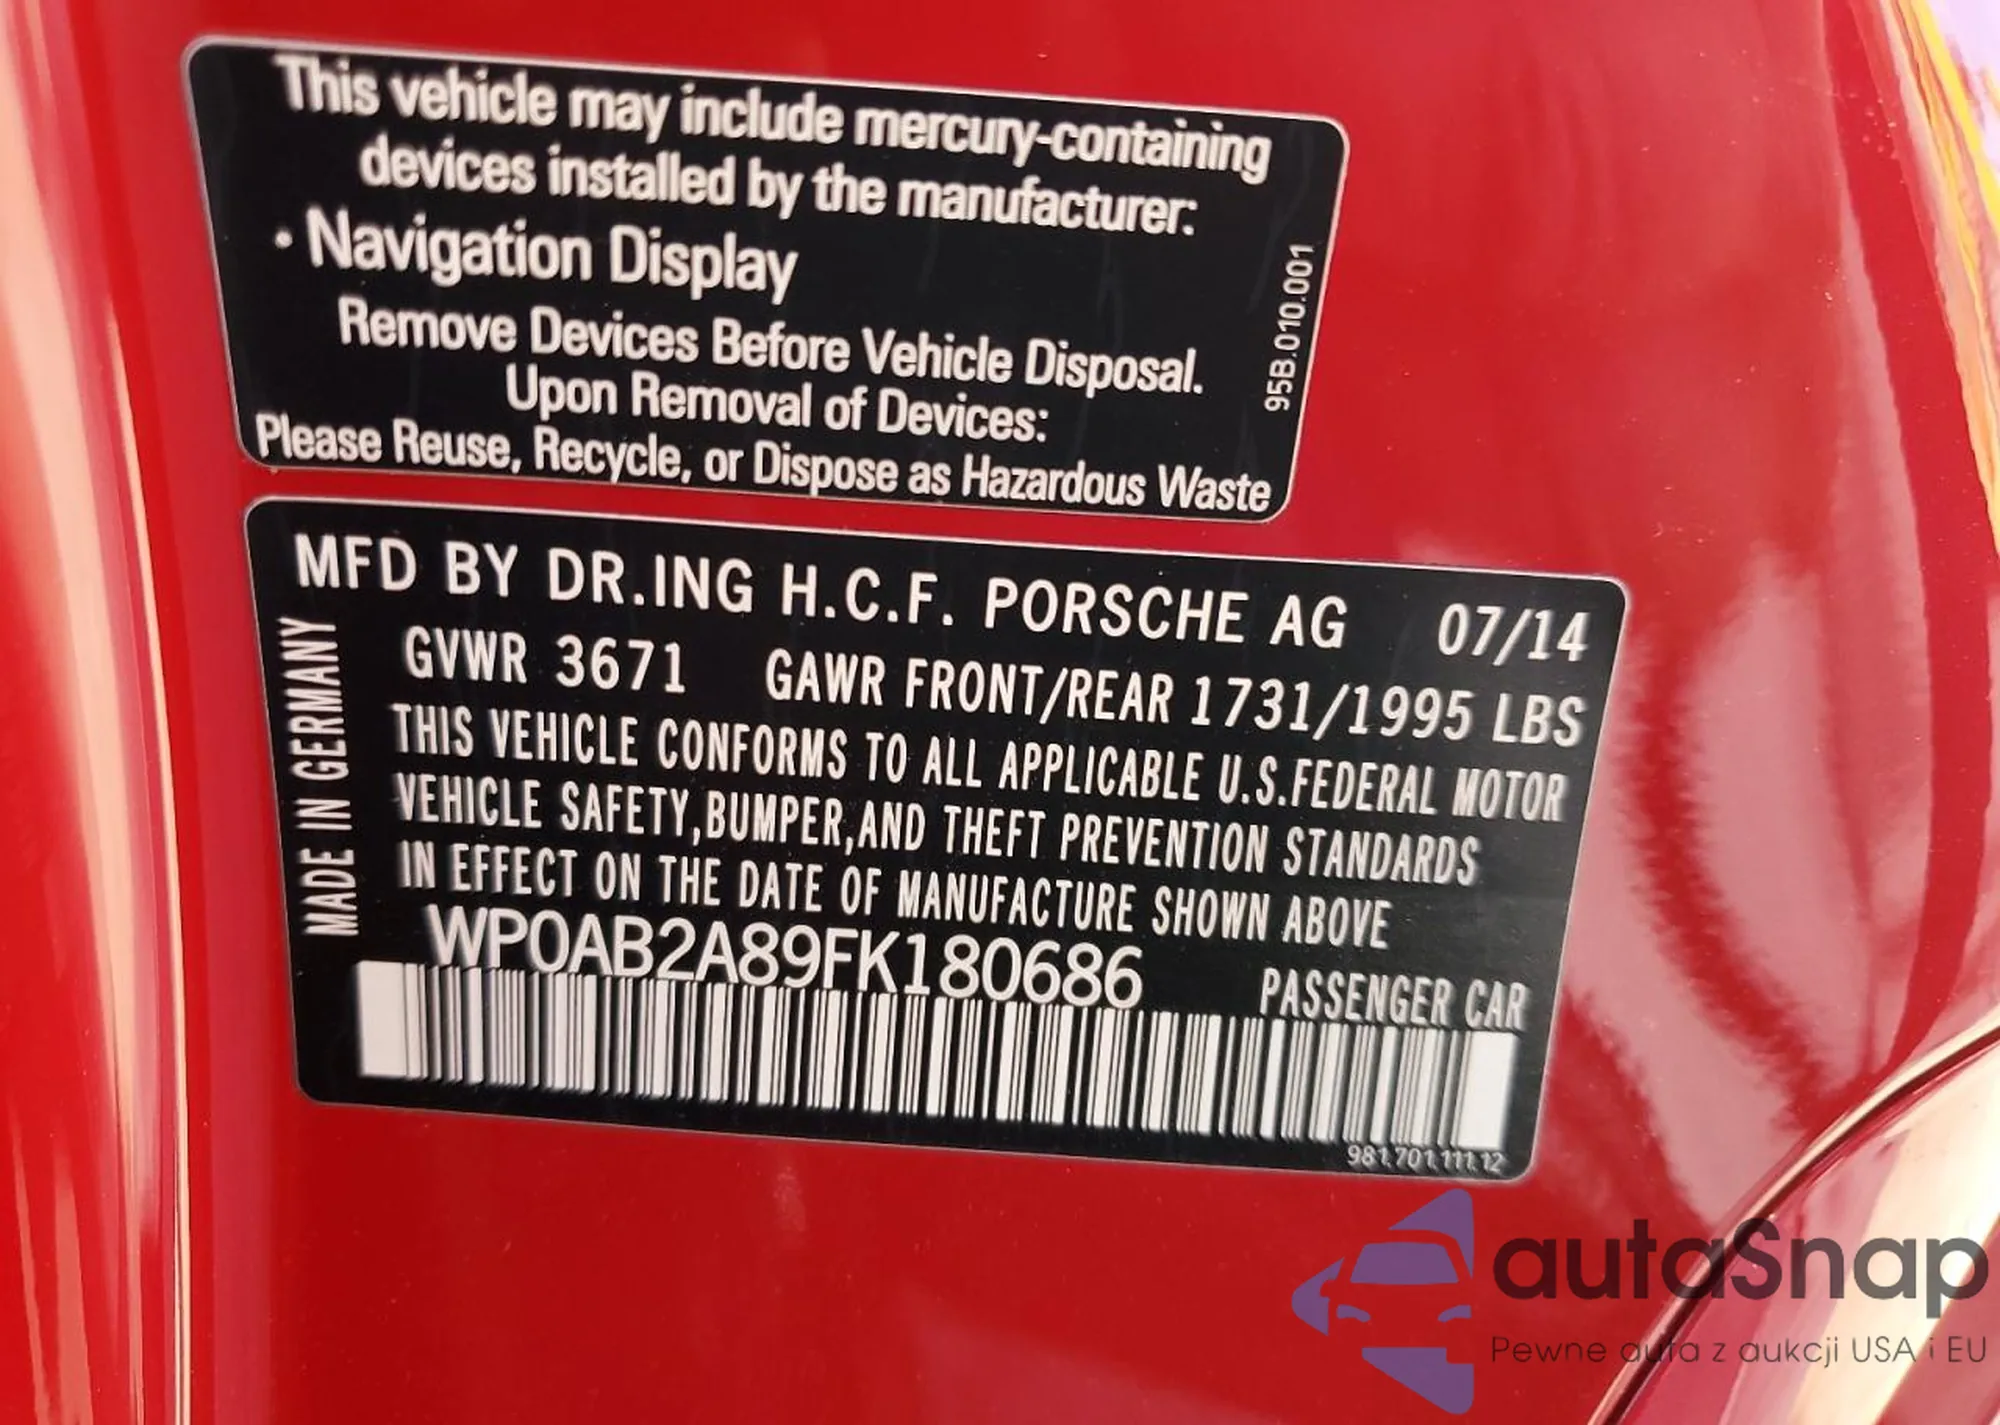 This vehicle may include mercury-containing
devices installed by the manufacturer:
· Navigation Display
Remove Devices Before Vehicle Disposal.
Upon Removal of Devices:
Please Reuse, Recycle, or Dispose as Hazardous Waste
95B.010.001
MFD BY DR.ING H.C.F. PORSCHE AG 07/14
GVWR 3671 GAWR FRONT/REAR 1731/1995 LBS
THIS VEHICLE CONFORMS TO ALL APPLICABLE U.S.FEDERAL MOTOR
VEHICLE SAFETY,BUMPER,AND THEFT PREVENTION STANDARDS
IN EFFECT ON THE DATE OF MANUFACTURE SHOWN ABOVE
WP0AB2A89FK180686
PASSENGER CAR
MADE IN GERMANY
981.701.111.12
autaSnap
Pewne auta z aukcji USA i EU